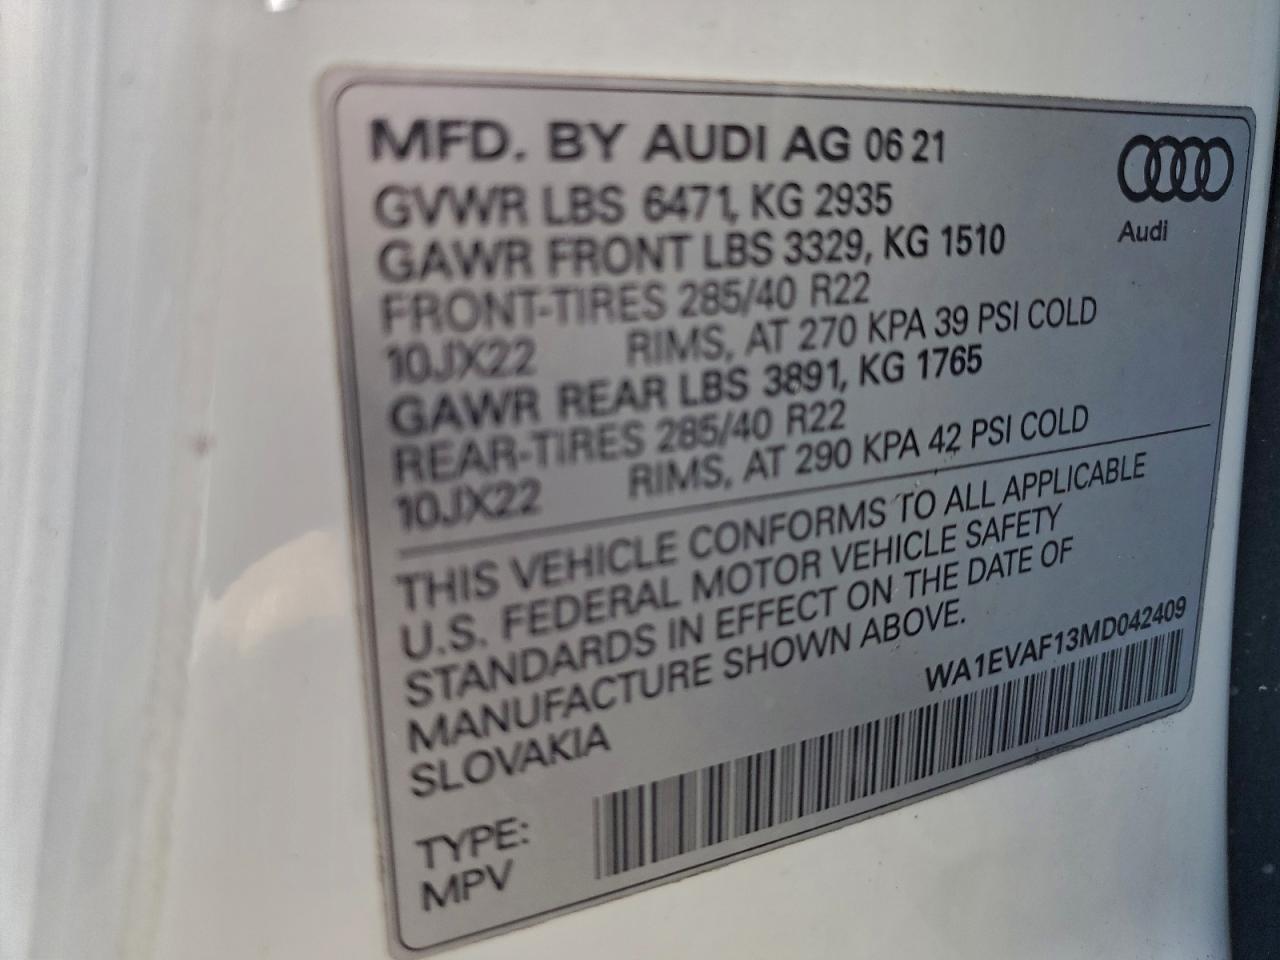 MFD. BY AUDI AG 06 21
GVWR LBS 6471, KG 2935
GAWR FRONT LBS 3329, KG 1510
FRONT-TIRES 285/40 R22
10JX22 RIMS, AT 270 KPA 39 PSI COLD
GAWR REAR LBS 3891, KG 1765
REAR-TIRES 285/40 R22
10JX22 RIMS, AT 290 KPA 42 PSI COLD
Audi
THIS VEHICLE CONFORMS TO ALL APPLICABLE
U.S. FEDERAL MOTOR VEHICLE SAFETY
STANDARDS IN EFFECT ON THE DATE OF
MANUFACTURE SHOWN ABOVE.
SLOVAKIA
WA1EVAF13MD042409
TYPE:
MPV